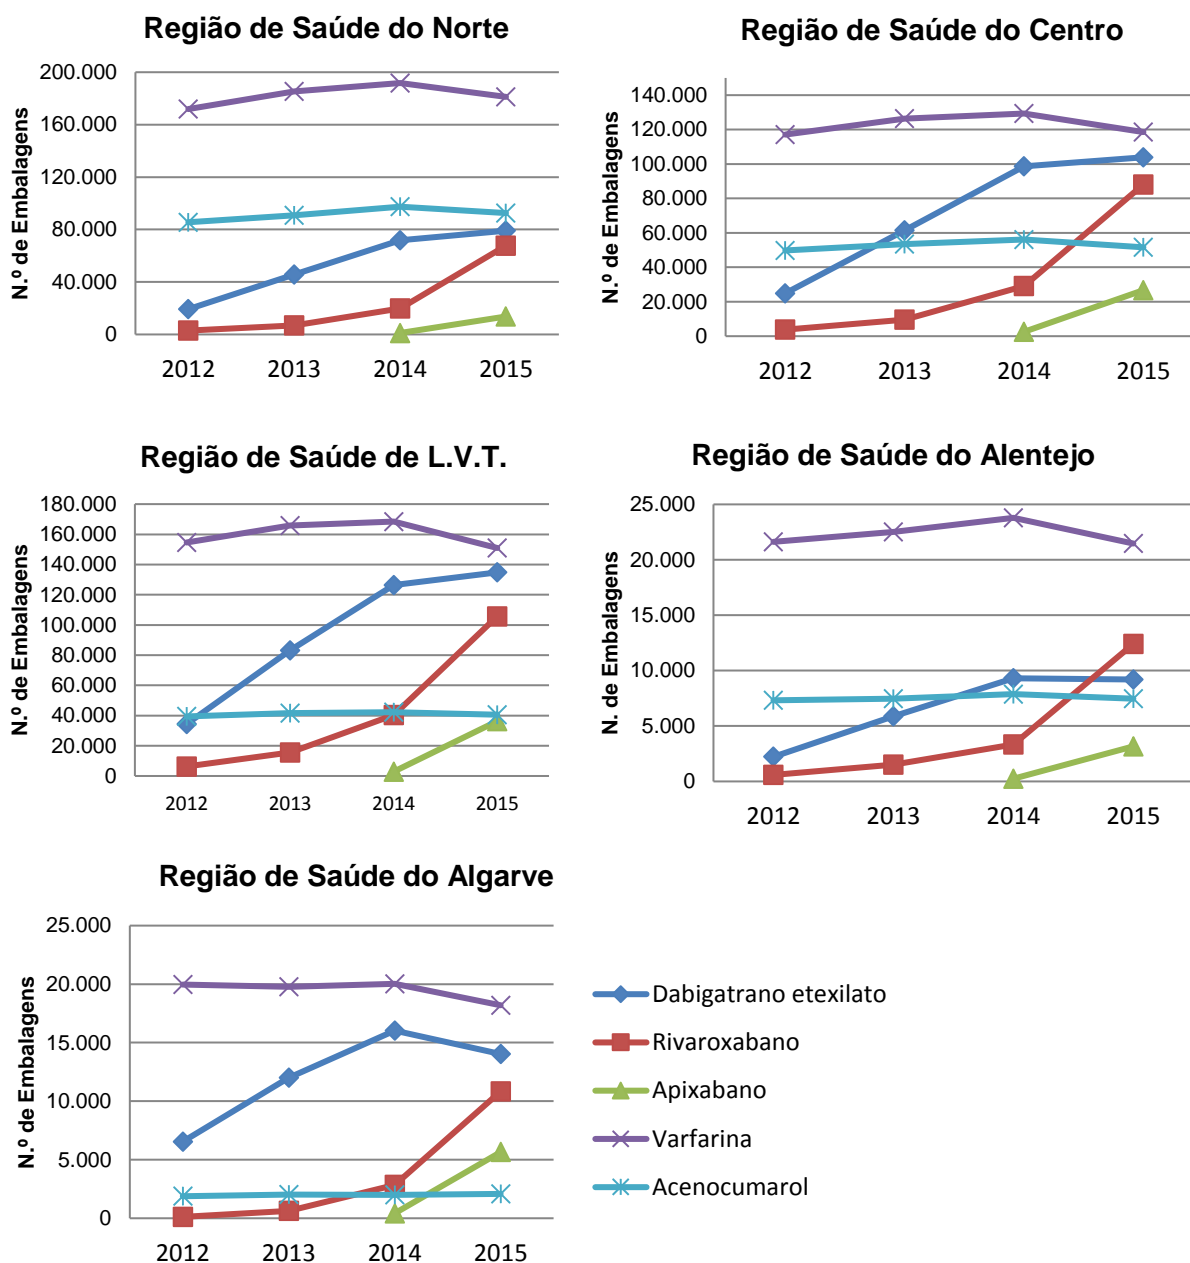 Região de Saúde do Norte
N.º de Embalagens
200.000
160.000
120.000
80.000
40.000
0
2012 2013 2014 2015
Região de Saúde do Centro
N.º de Embalagens
140.000
120.000
100.000
80.000
60.000
40.000
20.000
0
2012 2013 2014 2015
Região de Saúde de L.V.T.
N.º de Embalagens
180.000
160.000
140.000
120.000
100.000
80.000
60.000
40.000
20.000
0
2012 2013 2014 2015
Região de Saúde do Alentejo
N. de Embalagens
25.000
20.000
15.000
10.000
5.000
0
2012 2013 2014 2015
Região de Saúde do Algarve
N.º de Embalagens
25.000
20.000
15.000
10.000
5.000
0
2012 2013 2014 2015
Dabigatrano etexilato
Rivaroxabano
Apixabano
Varfarina
Acenocumarol